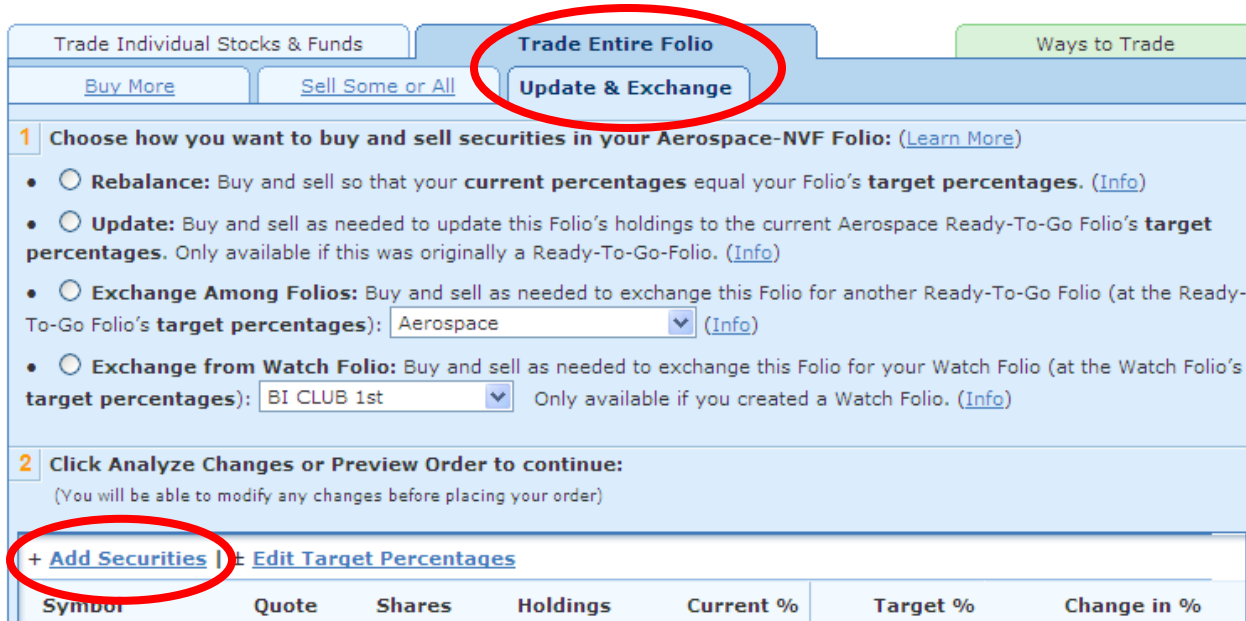 Trade Individual Stocks & Funds Trade Entire Folio Ways to Trade
Buy More Sell Some or All Update & Exchange
1 Choose how you want to buy and sell securities in your Aerospace-NVF Folio: (Learn More)
• Rebalance: Buy and sell so that your current percentages equal your Folio's target percentages. (Info)
• Update: Buy and sell as needed to update this Folio's holdings to the current Aerospace Ready-To-Go Folio's target
percentages. Only available if this was originally a Ready-To-Go-Folio. (Info)
• Exchange Among Folios: Buy and sell as needed to exchange this Folio for another Ready-To-Go Folio (at the Ready-
To-Go Folio's target percentages): Aerospace (Info)
• Exchange from Watch Folio: Buy and sell as needed to exchange this Folio for your Watch Folio (at the Watch Folio's
target percentages): BI CLUB 1st Only available if you created a Watch Folio. (Info)
2 Click Analyze Changes or Preview Order to continue:
(You will be able to modify any changes before placing your order)
+ Add Securities | ± Edit Target Percentages
Symbol Quote Shares Holdings Current % Target % Change in %